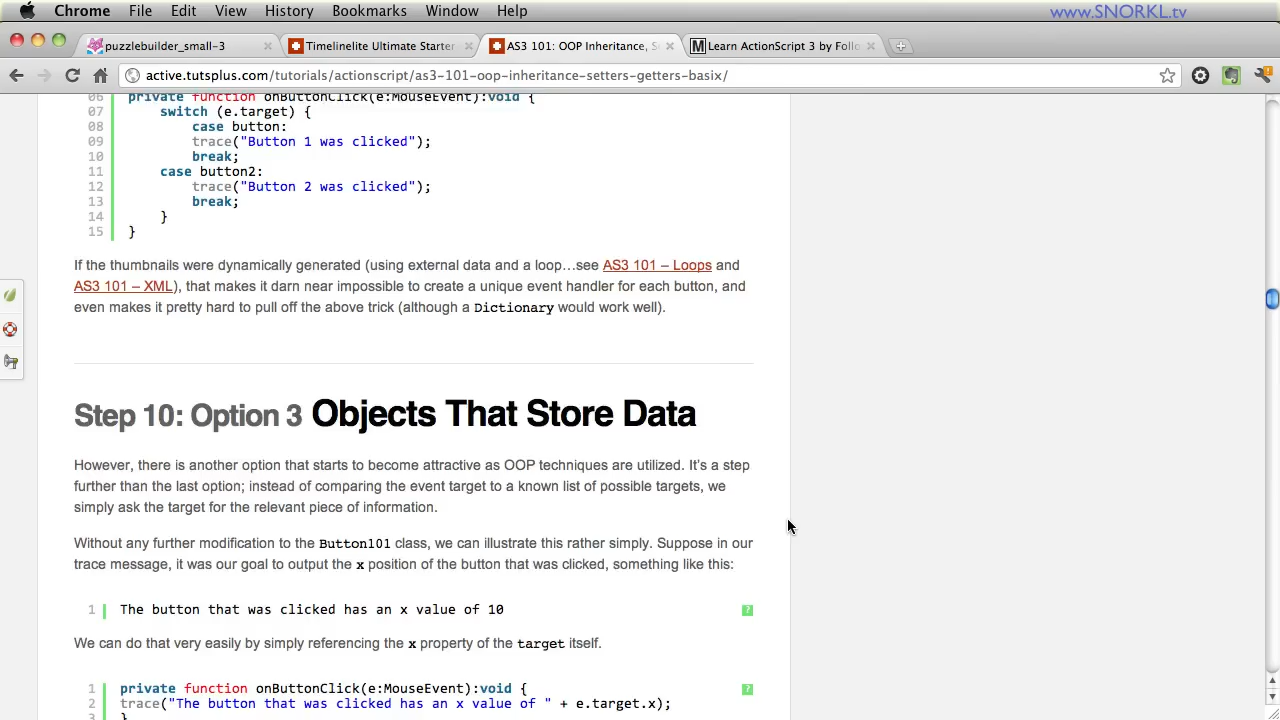 Chrome File Edit View History Bookmarks Window Help
www.SNORKL.tv
puzzlebuilder_small-3
Timelinelite Ultimate Starter
AS3 101: OOP Inheritance, S
Learn ActionScript 3 by Follo
active.tutsplus.com/tutorials/actionscript/as3-101-oop-inheritance-setters-getters-basix/
06 private function onButtonClick(e:MouseEvent):void {
07 switch (e.target) {
08 case button:
09 trace("Button 1 was clicked");
10 break;
11 case button2:
12 trace("Button 2 was clicked");
13 break;
14 }
15 }
If the thumbnails were dynamically generated (using external data and a loop…see AS3 101 – Loops and
AS3 101 – XML), that makes it darn near impossible to create a unique event handler for each button, and
even makes it pretty hard to pull off the above trick (although a Dictionary would work well).
Step 10: Option 3 Objects That Store Data
However, there is another option that starts to become attractive as OOP techniques are utilized. It's a step
further than the last option; instead of comparing the event target to a known list of possible targets, we
simply ask the target for the relevant piece of information.
Without any further modification to the Button101 class, we can illustrate this rather simply. Suppose in our
trace message, it was our goal to output the x position of the button that was clicked, something like this:
1 The button that was clicked has an x value of 10 ?
We can do that very easily by simply referencing the x property of the target itself.
1 private function onButtonClick(e:MouseEvent):void { ?
2 trace("The button that was clicked has an x value of " + e.target.x);
3 }